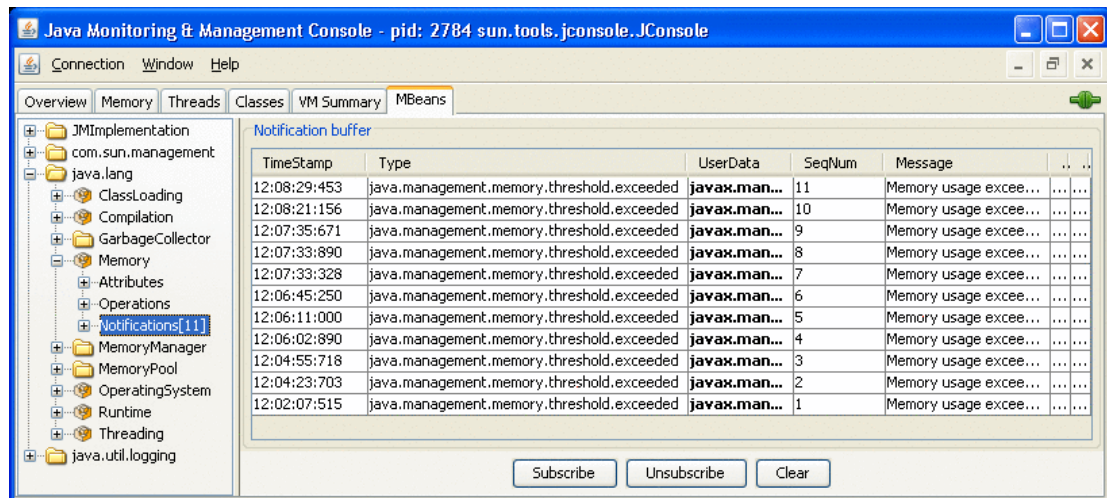 Java Monitoring & Management Console - pid: 2784 sun.tools.jconsole.JConsole
Connection Window Help
Overview Memory Threads Classes VM Summary MBeans
JMImplementation
com.sun.management
java.lang
ClassLoading
Compilation
GarbageCollector
Memory
Attributes
Operations
Notifications[11]
MemoryManager
MemoryPool
OperatingSystem
Runtime
Threading
java.util.logging
Notification buffer
TimeStamp Type UserData SeqNum Message .. ..
12:08:29:453 java.management.memory.threshold.exceeded javax.man... 11 Memory usage excee... ... ...
12:08:21:156 java.management.memory.threshold.exceeded javax.man... 10 Memory usage excee... ... ...
12:07:35:671 java.management.memory.threshold.exceeded javax.man... 9 Memory usage excee... ... ...
12:07:33:890 java.management.memory.threshold.exceeded javax.man... 8 Memory usage excee... ... ...
12:07:33:328 java.management.memory.threshold.exceeded javax.man... 7 Memory usage excee... ... ...
12:06:45:250 java.management.memory.threshold.exceeded javax.man... 6 Memory usage excee... ... ...
12:06:11:000 java.management.memory.threshold.exceeded javax.man... 5 Memory usage excee... ... ...
12:06:02:890 java.management.memory.threshold.exceeded javax.man... 4 Memory usage excee... ... ...
12:04:55:718 java.management.memory.threshold.exceeded javax.man... 3 Memory usage excee... ... ...
12:04:23:703 java.management.memory.threshold.exceeded javax.man... 2 Memory usage excee... ... ...
12:02:07:515 java.management.memory.threshold.exceeded javax.man... 1 Memory usage excee... ... ...
Subscribe Unsubscribe Clear